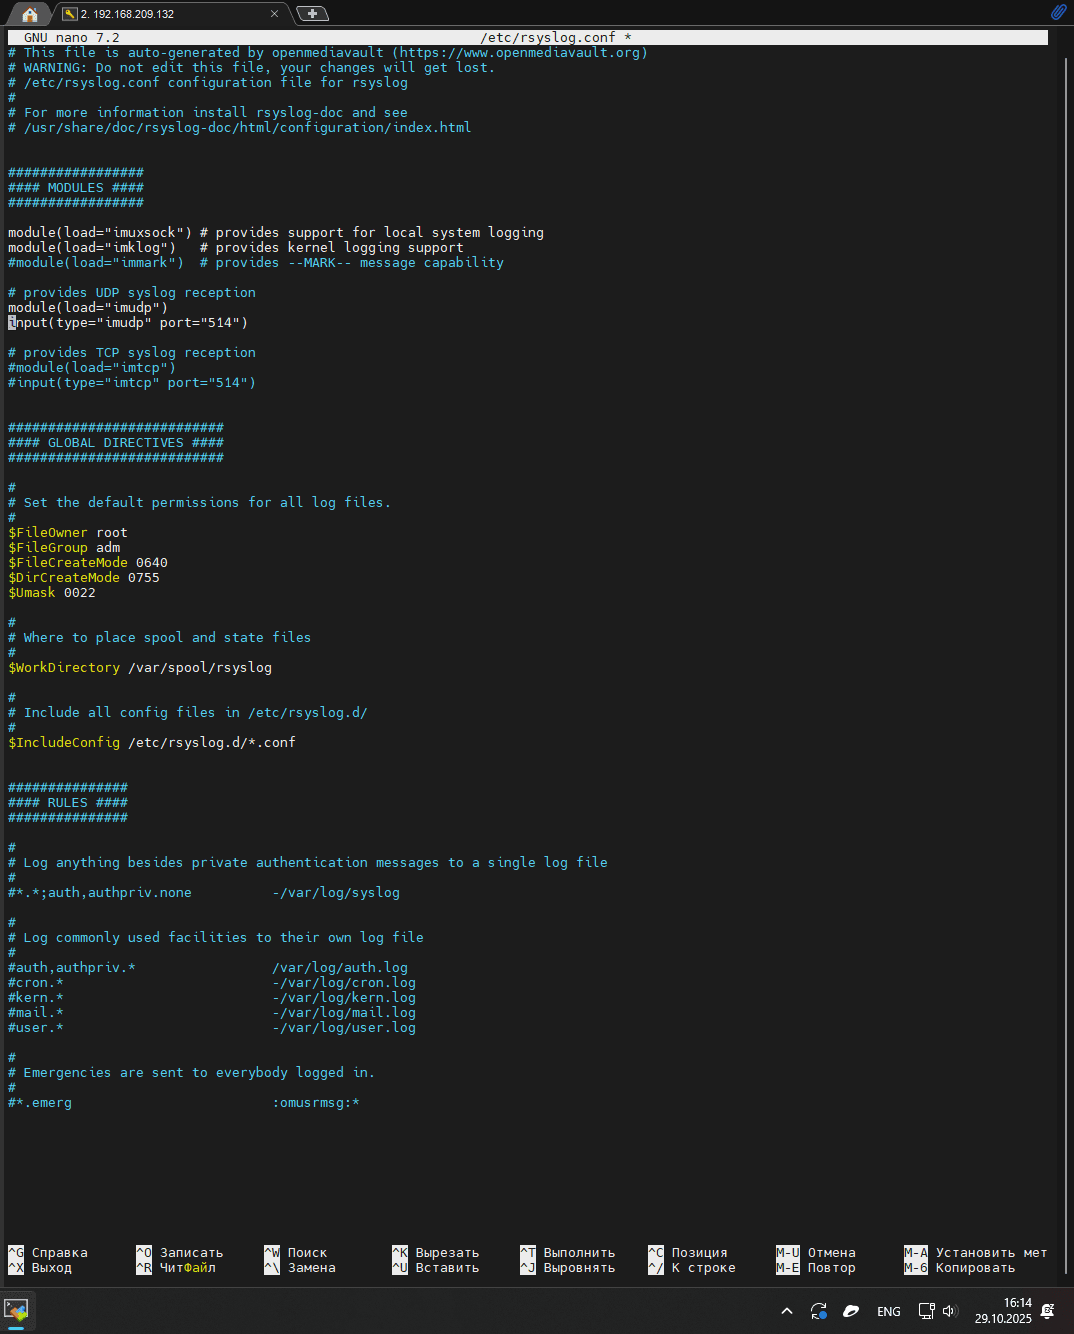 2. 192.168.209.132
GNU nano 7.2 /etc/rsyslog.conf *
# This file is auto-generated by openmediavault (https://www.openmediavault.org)
# WARNING: Do not edit this file, your changes will get lost.
# /etc/rsyslog.conf configuration file for rsyslog
#
# For more information install rsyslog-doc and see
# /usr/share/doc/rsyslog-doc/html/configuration/index.html
#################
#### MODULES ####
#################
module(load="imuxsock") # provides support for local system logging
module(load="imklog")   # provides kernel logging support
#module(load="immark")  # provides --MARK-- message capability
# provides UDP syslog reception
module(load="imudp")
input(type="imudp" port="514")
# provides TCP syslog reception
#module(load="imtcp")
#input(type="imtcp" port="514")
###########################
#### GLOBAL DIRECTIVES ####
###########################
#
# Set the default permissions for all log files.
#
$FileOwner root
$FileGroup adm
$FileCreateMode 0640
$DirCreateMode 0755
$Umask 0022
#
# Where to place spool and state files
#
$WorkDirectory /var/spool/rsyslog
#
# Include all config files in /etc/rsyslog.d/
#
$IncludeConfig /etc/rsyslog.d/*.conf
###############
#### RULES ####
###############
#
# Log anything besides private authentication messages to a single log file
#
#*.*;auth,authpriv.none          -/var/log/syslog
#
# Log commonly used facilities to their own log file
#
#auth,authpriv.*                 /var/log/auth.log
#cron.*                          -/var/log/cron.log
#kern.*                          -/var/log/kern.log
#mail.*                          -/var/log/mail.log
#user.*                          -/var/log/user.log
#
# Emergencies are sent to everybody logged in.
#
#*.emerg                         :omusrmsg:*
^G Справка ^O Записать ^W Поиск ^K Вырезать ^T Выполнить ^C Позиция M-U Отмена M-A Установить мет
^X Выход ^R ЧитФайл ^\ Замена ^U Вставить ^J Выровнять ^/ К строке M-E Повтор M-6 Копировать
ENG
16:14
29.10.2025